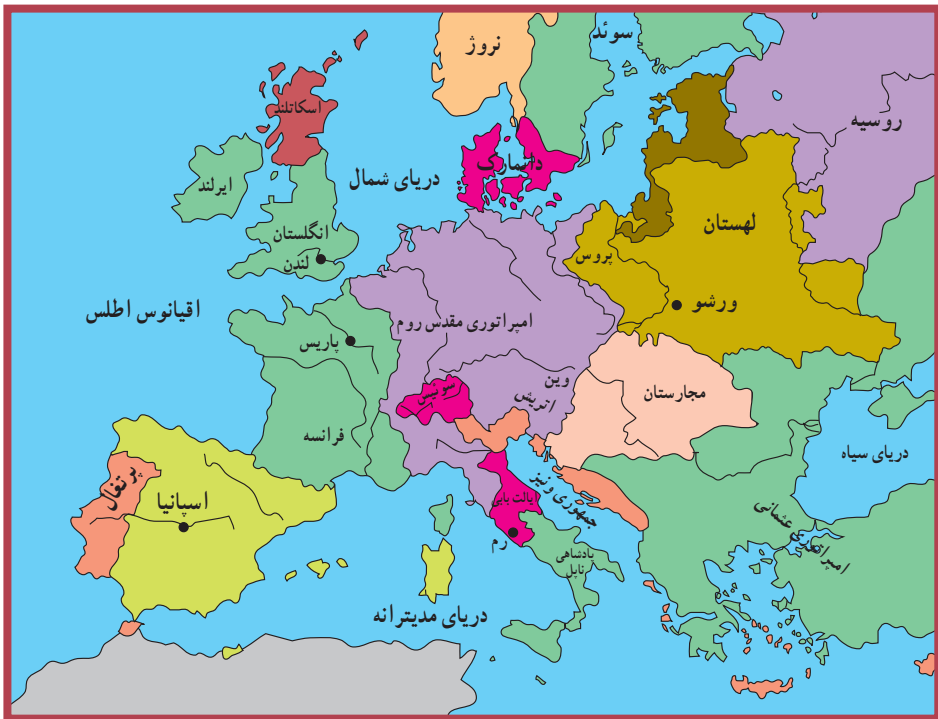 سوئد
نروژ
اسکاتلند
روسیه
دانمارک
دریای شمال
ایرلند
لهستان
انگلستان
لندن
پروس
ورشو
اقیانوس اطلس
امپراتوری مقدس روم
پاریس
وین
اتریش
سوئیس
مجارستان
فرانسه
دریای سیاه
پرتغال
اسپانیا
ایالت پاپی
جمهوری ونیز
امپراتوری عثمانی
رم
پادشاهی
ناپل
دریای مدیترانه